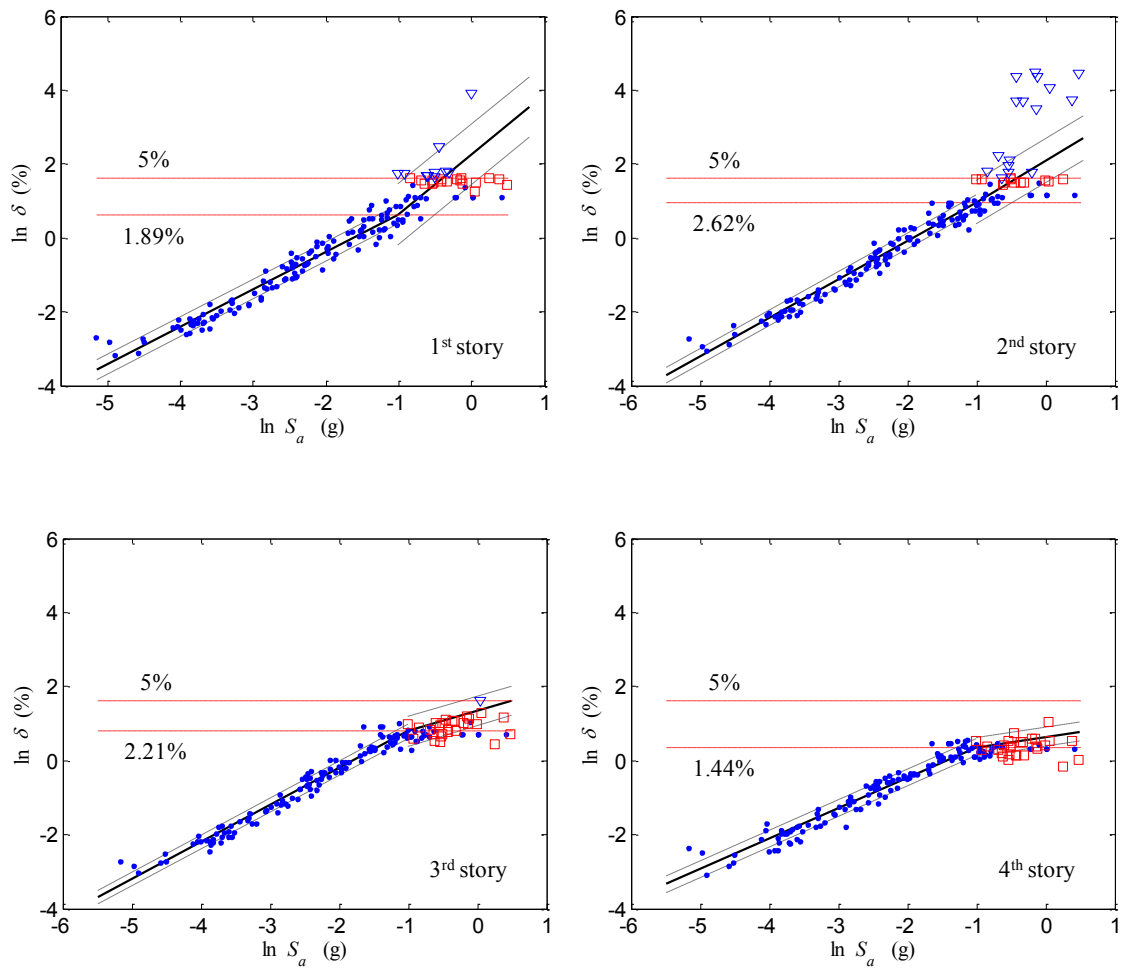 6
4
2
0
-2
-4
ln δ (%)
5%
1.89%
1st story
-5 -4 -3 -2 -1 0 1
ln Sa (g)
6
4
2
0
-2
-4
ln δ (%)
5%
2.62%
2nd story
-6 -5 -4 -3 -2 -1 0 1
ln Sa (g)
6
4
2
0
-2
-4
ln δ (%)
5%
2.21%
3rd story
-6 -5 -4 -3 -2 -1 0 1
ln Sa (g)
6
4
2
0
-2
-4
ln δ (%)
5%
1.44%
4th story
-6 -5 -4 -3 -2 -1 0 1
ln Sa (g)